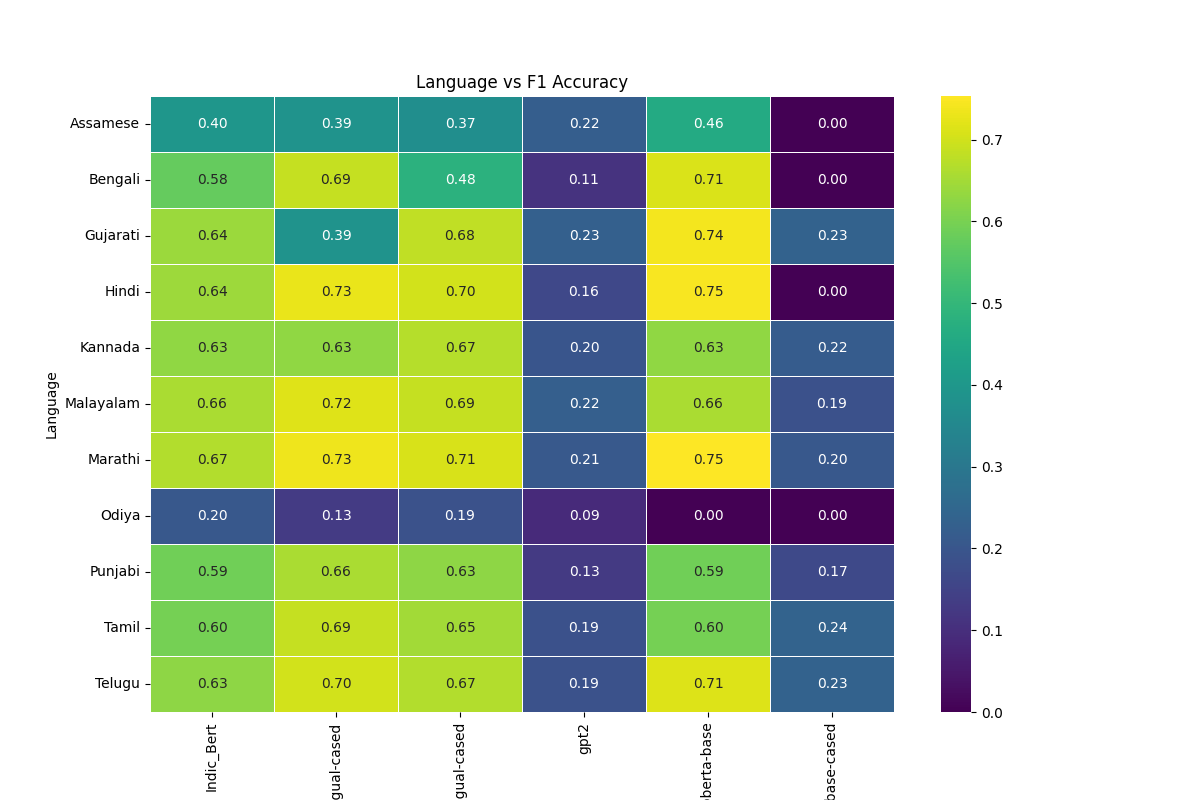 Language vs F1 Accuracy
Assamese 0.40 0.39 0.37 0.22 0.46 0.00
Bengali 0.58 0.69 0.48 0.11 0.71 0.00
Gujarati 0.64 0.39 0.68 0.23 0.74 0.23
Hindi 0.64 0.73 0.70 0.16 0.75 0.00
Kannada 0.63 0.63 0.67 0.20 0.63 0.22
Malayalam 0.66 0.72 0.69 0.22 0.66 0.19
Marathi 0.67 0.73 0.71 0.21 0.75 0.20
Odiya 0.20 0.13 0.19 0.09 0.00 0.00
Punjabi 0.59 0.66 0.63 0.13 0.59 0.17
Tamil 0.60 0.69 0.65 0.19 0.60 0.24
Telugu 0.63 0.70 0.67 0.19 0.71 0.23
Language
Indic_Bert
gual-cased
gual-cased
gpt2
oberta-base
base-cased
0.7
0.6
0.5
0.4
0.3
0.2
0.1
0.0